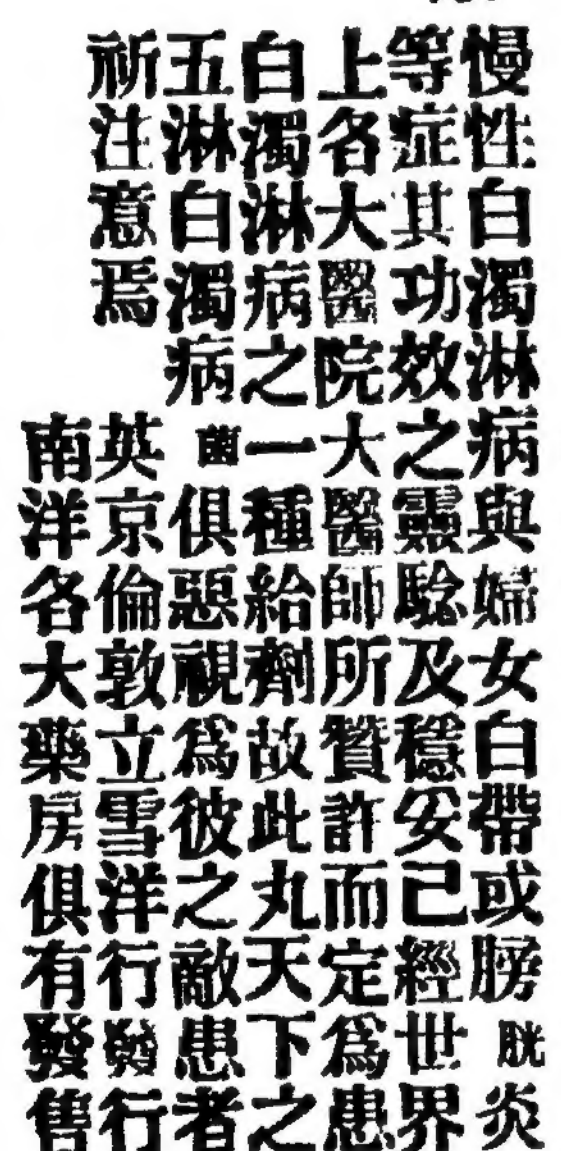 慢性白濁淋病與婦女白帶或膀胱炎
等症其功效之靈騐及穩妥已經世界
上各大醫院大醫師所贊許而定爲患
白濁淋病之一種給劑故此丸天下之
五淋白濁病菌俱惡視爲彼之敵患者
祈注意焉
英京倫敦立雪洋行發行
南洋各大藥房俱有發售